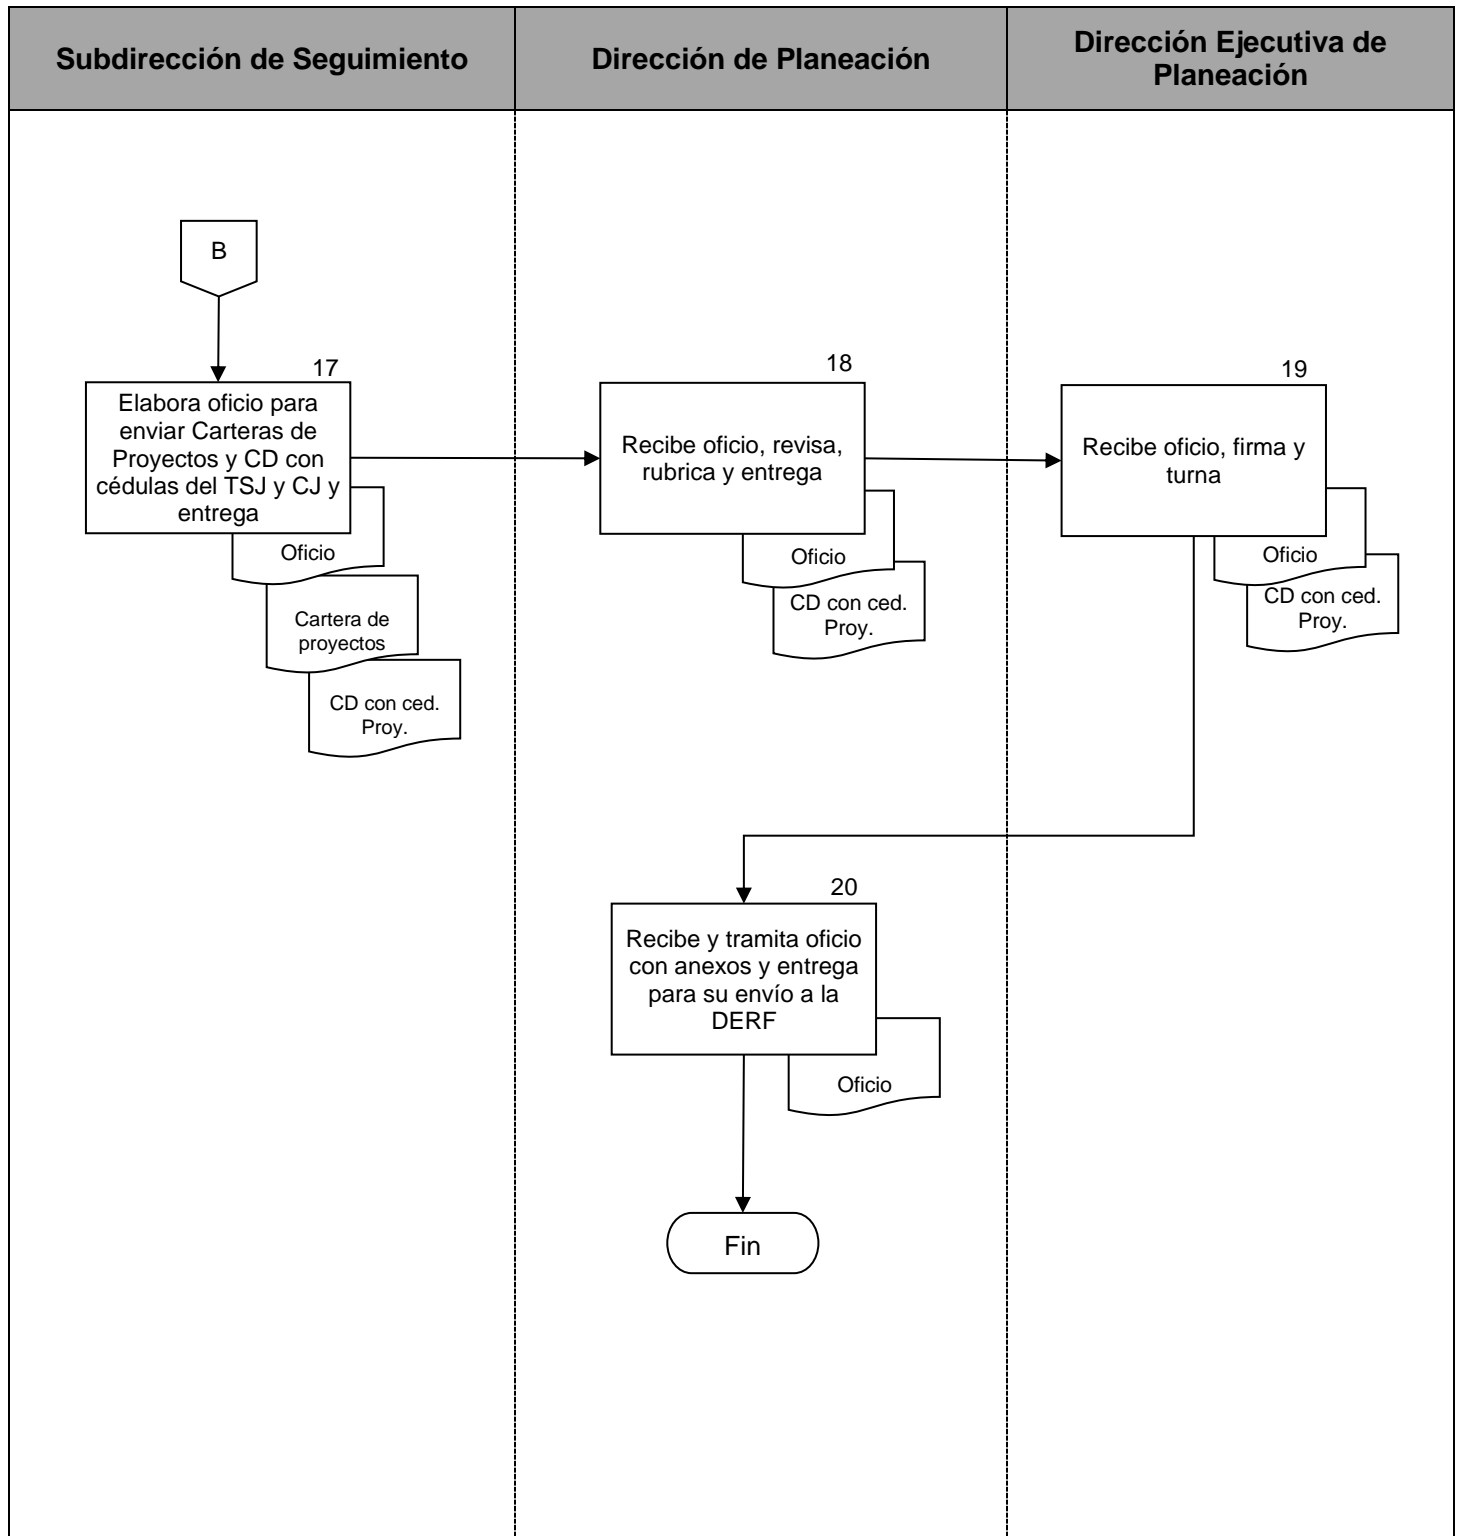 Subdirección de Seguimiento
Dirección de Planeación
Dirección Ejecutiva de
Planeación
B
17
Elabora oficio para
enviar Carteras de
Proyectos y CD con
cédulas del TSJ y CJ y
entrega
Oficio
Cartera de
proyectos
CD con ced.
Proy.
18
Recibe oficio, revisa,
rubrica y entrega
Oficio
CD con ced.
Proy.
19
Recibe oficio, firma y
turna
Oficio
CD con ced.
Proy.
20
Recibe y tramita oficio
con anexos y entrega
para su envío a la
DERF
Oficio
Fin